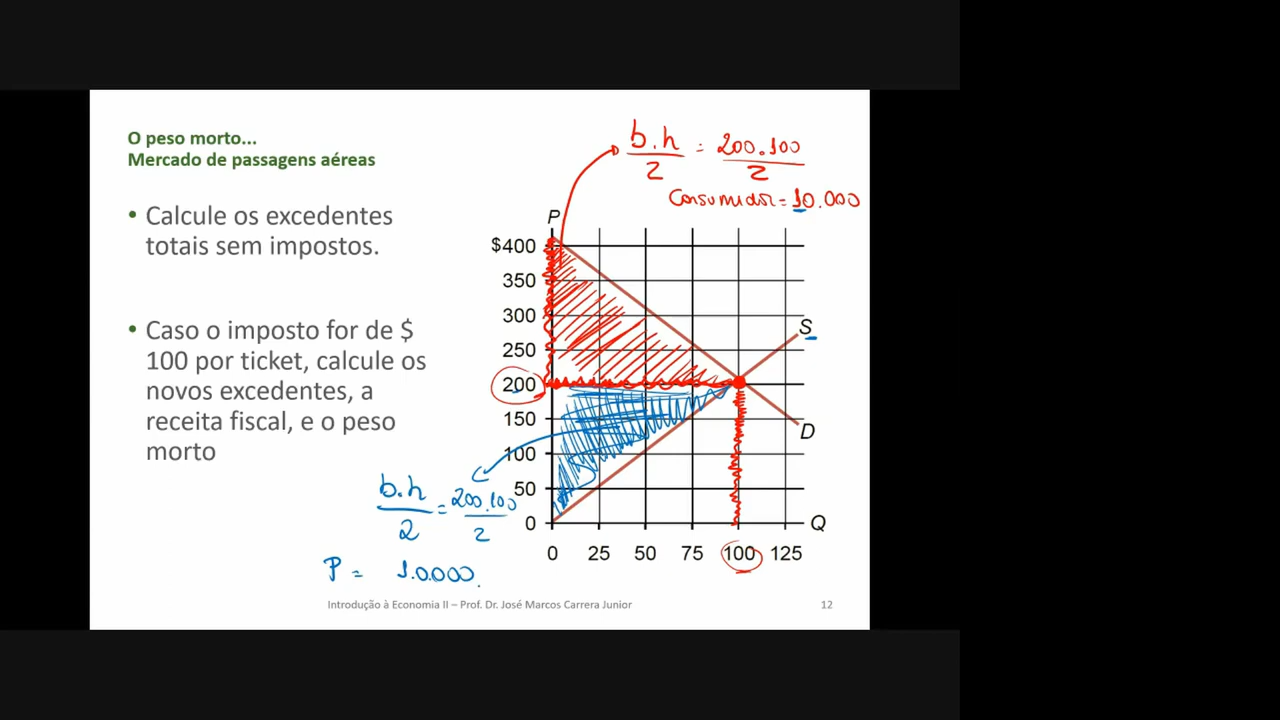 O peso morto...
Mercado de passagens aéreas
• Calcule os excedentes
totais sem impostos.
• Caso o imposto for de $
100 por ticket, calcule os
novos excedentes, a
receita fiscal, e o peso
morto
b.h/2 = 200.100/2
Consumidor = 10.000
P
$400
350
300
250
200
150
100
50
0
S
D
Q
0 25 50 75 100 125
b.h/2 = 200.100/2
P = 10.000.
Introdução à Economia II – Prof. Dr. José Marcos Carrera Junior
12